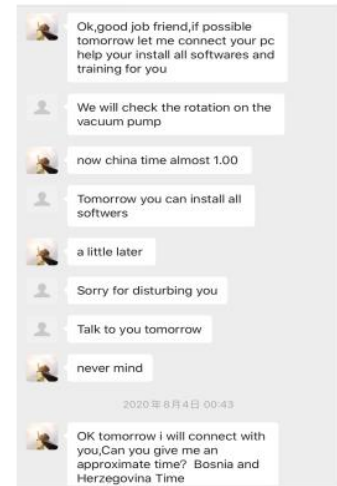 Ok,good job friend,if possible
tomorrow let me connect your pc
help your install all softwares and
training for you
We will check the rotation on the
vacuum pump
now china time almost 1.00
Tomorrow you can install all
softwers
a little later
Sorry for disturbing you
Talk to you tomorrow
never mind
2020年8月4日 00:43
OK tomorrow i will connect with
you,Can you give me an
approximate time? Bosnia and
Herzegovina Time